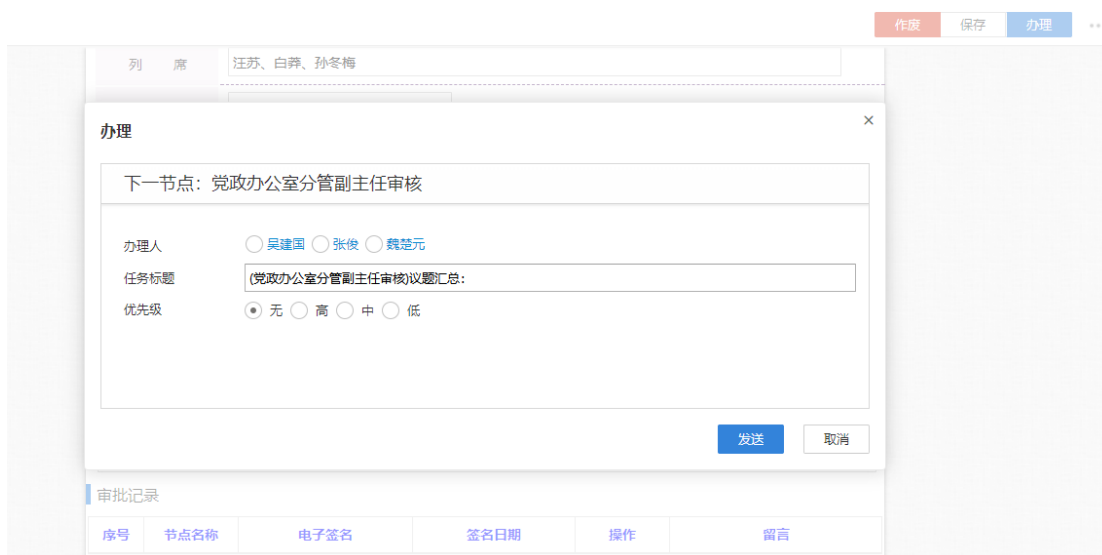 作废 保存 办理
列 席 汪苏、白莽、孙冬梅
办理
下一节点：党政办公室分管副主任审核
办理人 吴建国 张俊 魏楚元
任务标题 (党政办公室分管副主任审核)议题汇总：
优先级 无 高 中 低
发送 取消
审批记录
序号 节点名称 电子签名 签名日期 操作 留言